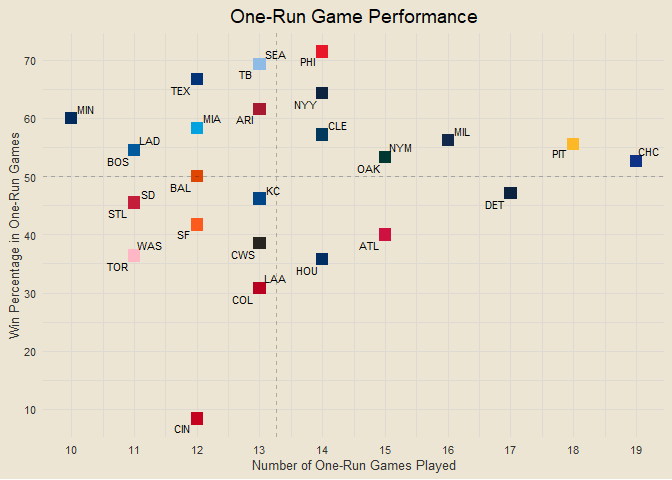 One-Run Game Performance
Win Percentage in One-Run Games
70
60
50
40
30
20
10
SEA
TB
PHI
TEX
NYY
MIN
MIA
ARI
CLE
LAD
BOS
NYM
OAK
MIL
PIT
CHC
BAL
KC
DET
SD
STL
SF
CWS
ATL
WAS
TOR
HOU
LAA
COL
CIN
10 11 12 13 14 15 16 17 18 19
Number of One-Run Games Played